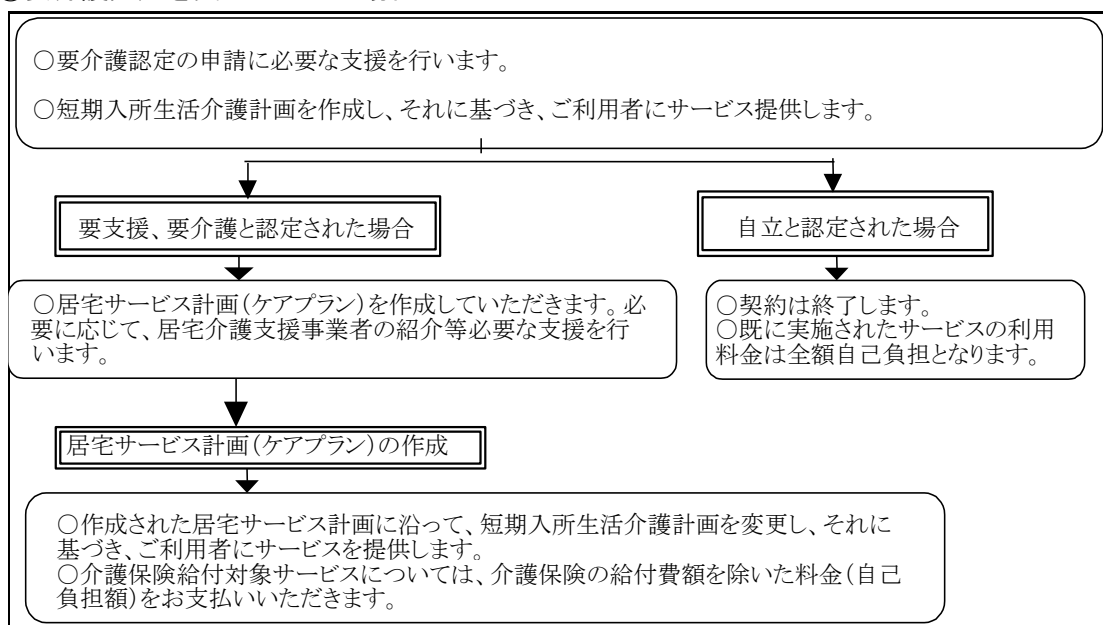 ○要介護認定の申請に必要な支援を行います。
○短期入所生活介護計画を作成し、それに基づき、ご利用者にサービス提供します。
要支援、要介護と認定された場合
自立と認定された場合
○居宅サービス計画(ケアプラン)を作成していただきます。必
要に応じて、居宅介護支援事業者の紹介等必要な支援を行
います。
○契約は終了します。
○既に実施されたサービスの利用
料金は全額自己負担となります。
居宅サービス計画(ケアプラン)の作成
○作成された居宅サービス計画に沿って、短期入所生活介護計画を変更し、それに
基づき、ご利用者にサービスを提供します。
○介護保険給付対象サービスについては、介護保険の給付費額を除いた料金(自己
負担額)をお支払いいただきます。